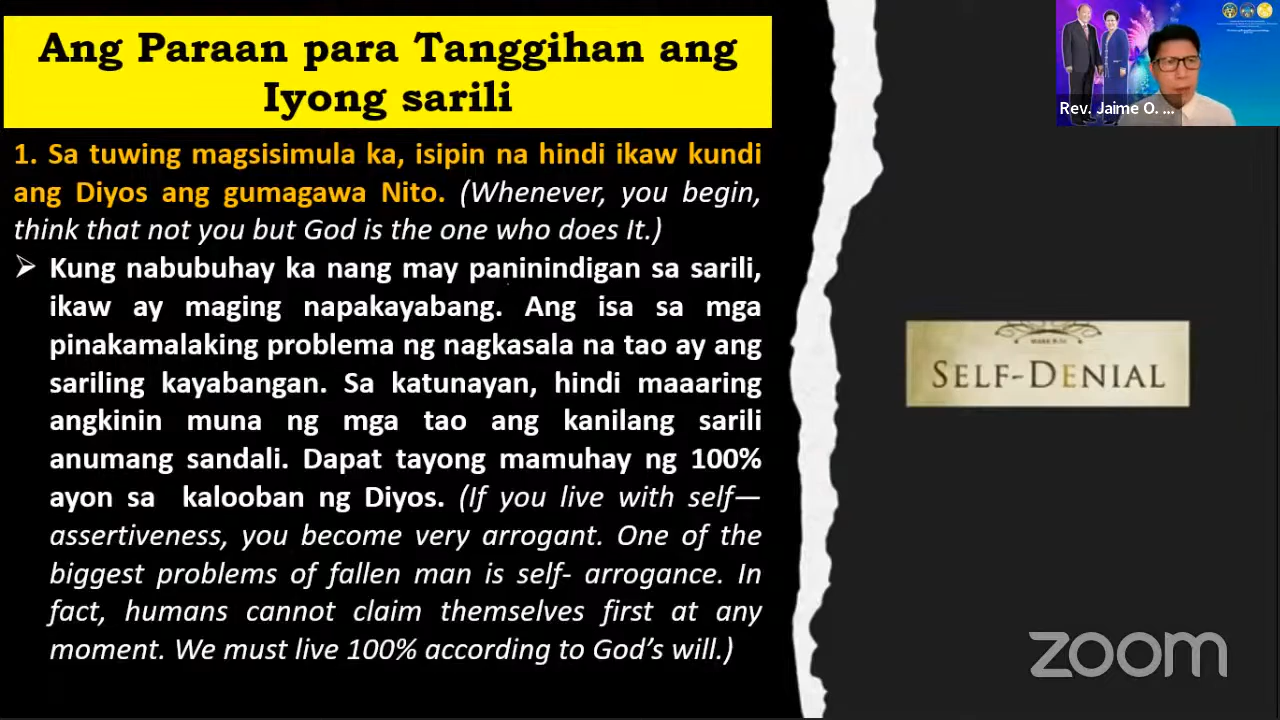 Ang Paraan para Tanggihan ang
Iyong sarili
1. Sa tuwing magsisimula ka, isipin na hindi ikaw kundi
ang Diyos ang gumagawa Nito. (Whenever, you begin,
think that not you but God is the one who does It.)
➢ Kung nabubuhay ka nang may paninindigan sa sarili,
ikaw ay maging napakayabang. Ang isa sa mga
pinakamalaking problema ng nagkasala na tao ay ang
sariling kayabangan. Sa katunayan, hindi maaaring
angkinin muna ng mga tao ang kanilang sarili
anumang sandali. Dapat tayong mamuhay ng 100%
ayon sa kalooban ng Diyos. (If you live with self—
assertiveness, you become very arrogant. One of the
biggest problems of fallen man is self- arrogance. In
fact, humans cannot claim themselves first at any
moment. We must live 100% according to God's will.)
Rev. Jaime O. ...
SELF-DENIAL
zoom